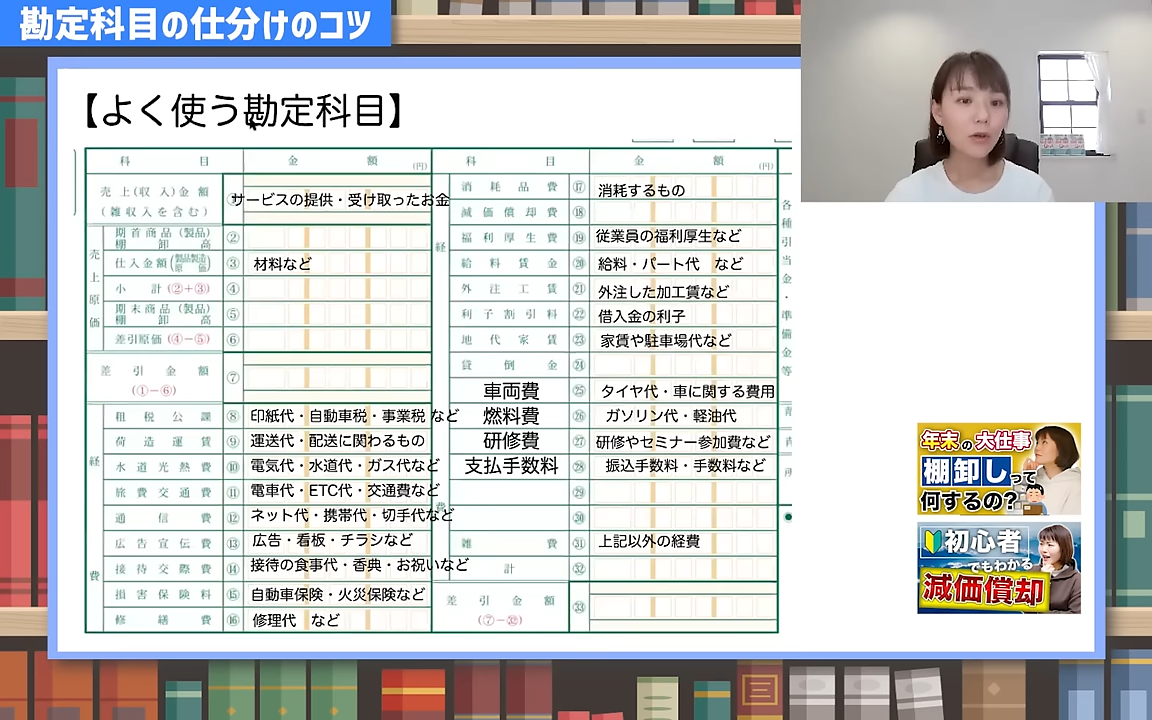 勘定科目の仕分けのコツ
【よく使う勘定科目】
科 目 金 額 (円) 科 目 金 額 (円)
売上(収入)金額
(雑収入を含む)
① サービスの提供・受け取ったお金
売上原価
期首商品(製品)
棚卸高 ②
仕入金額(製品製造原価) ③ 材料など
小計(②+③) ④
期末商品(製品)
棚卸高 ⑤
差引原価(④−⑤) ⑥
差引金額
(①−⑥) ⑦
経費
租税公課 ⑧ 印紙代・自動車税・事業税 など
荷造運賃 ⑨ 運送代・配送に関わるもの
水道光熱費 ⑩ 電気代・水道代・ガス代など
旅費交通費 ⑪ 電車代・ETC代・交通費など
通信費 ⑫ ネット代・携帯代・切手代など
広告宣伝費 ⑬ 広告・看板・チラシなど
接待交際費 ⑭ 接待の食事代・香典・お祝いなど
損害保険料 ⑮ 自動車保険・火災保険など
修繕費 ⑯ 修理代 など
経費
消耗品費 ⑰ 消耗するもの
減価償却費 ⑱
福利厚生費 ⑲ 従業員の福利厚生など
給料賃金 ⑳ 給料・パート代 など
外注工賃 ㉑ 外注した加工賃など
利子割引料 ㉒ 借入金の利子
地代家賃 ㉓ 家賃や駐車場代など
貸倒金 ㉔
車両費 ㉕ タイヤ代・車に関する費用
燃料費 ㉖ ガソリン代・軽油代
研修費 ㉗ 研修やセミナー参加費など
支払手数料 ㉘ 振込手数料・手数料など
㉙
㉚
雑費 ㉛ 上記以外の経費
計 ㉜
差引金額
(⑦−㉜) ㉝
各種引当金・準備金等
年末の大仕事
棚卸しって
何するの?
初心者
でもわかる
減価償却